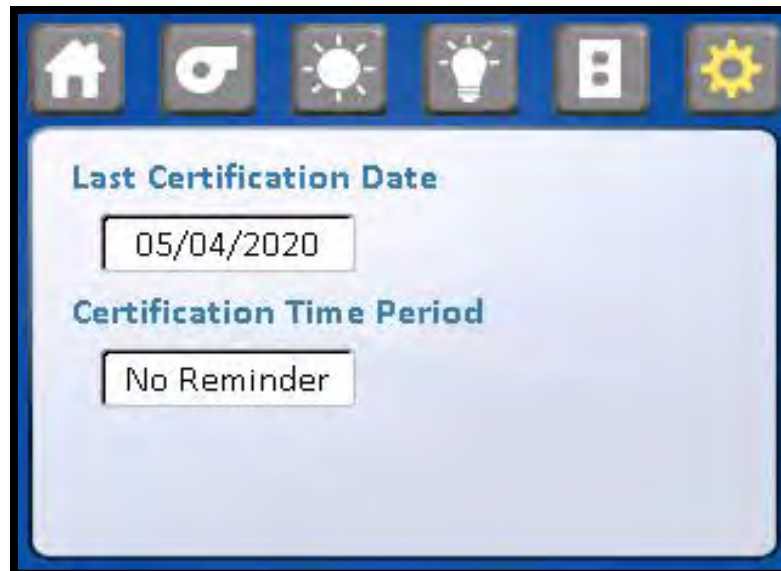 Last Certification Date
05/04/2020
Certification Time Period
No Reminder